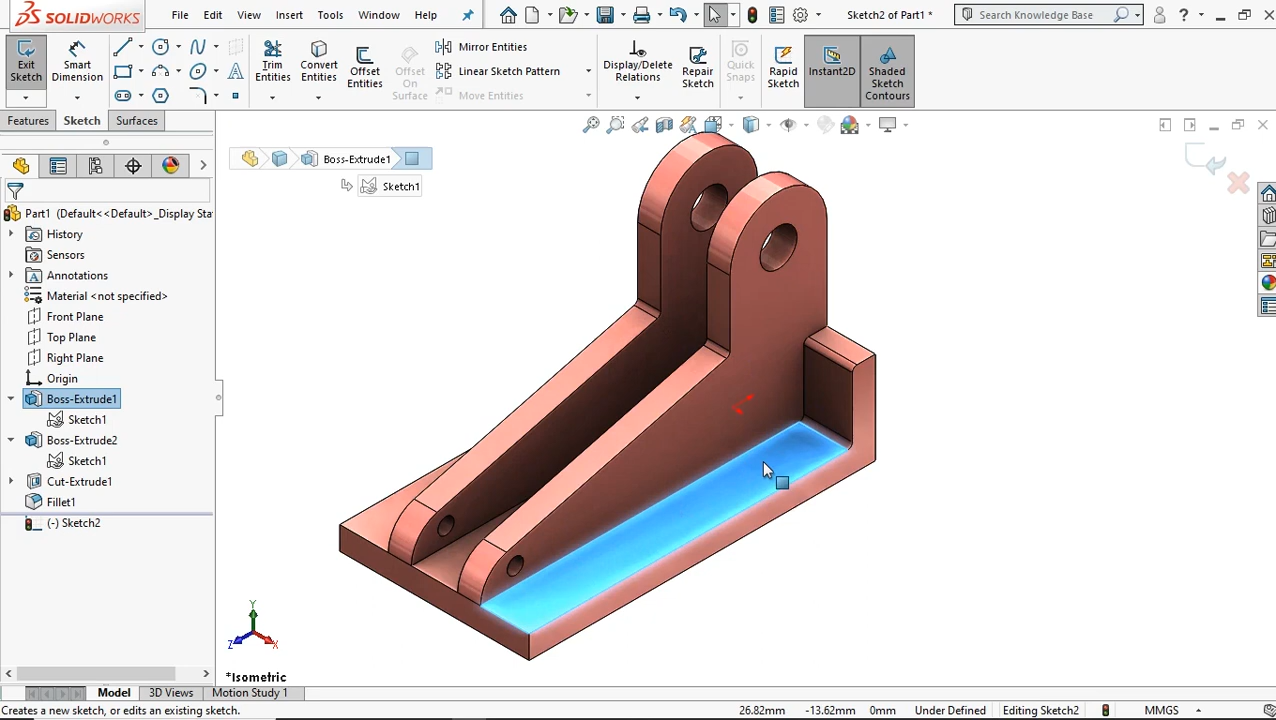 SOLIDWORKS
File Edit View Insert Tools Window Help
Sketch2 of Part1 *
Search Knowledge Base
?
Exit Sketch
Smart Dimension
Trim Entities
Convert Entities
Offset Entities
Offset On Surface
Mirror Entities
Linear Sketch Pattern
Move Entities
Display/Delete Relations
Repair Sketch
Quick Snaps
Rapid Sketch
Instant2D
Shaded Sketch Contours
Features Sketch Surfaces
Boss-Extrude1
Sketch1
Part1 (Default<<Default>_Display Sta
History
Sensors
Annotations
Material <not specified>
Front Plane
Top Plane
Right Plane
Origin
Boss-Extrude1
Sketch1
Boss-Extrude2
Sketch1
Cut-Extrude1
Fillet1
(-) Sketch2
Y
Z X
*Isometric
Model 3D Views Motion Study 1
Creates a new sketch, or edits an existing sketch. 26.82mm -13.62mm 0mm Under Defined Editing Sketch2 MMGS